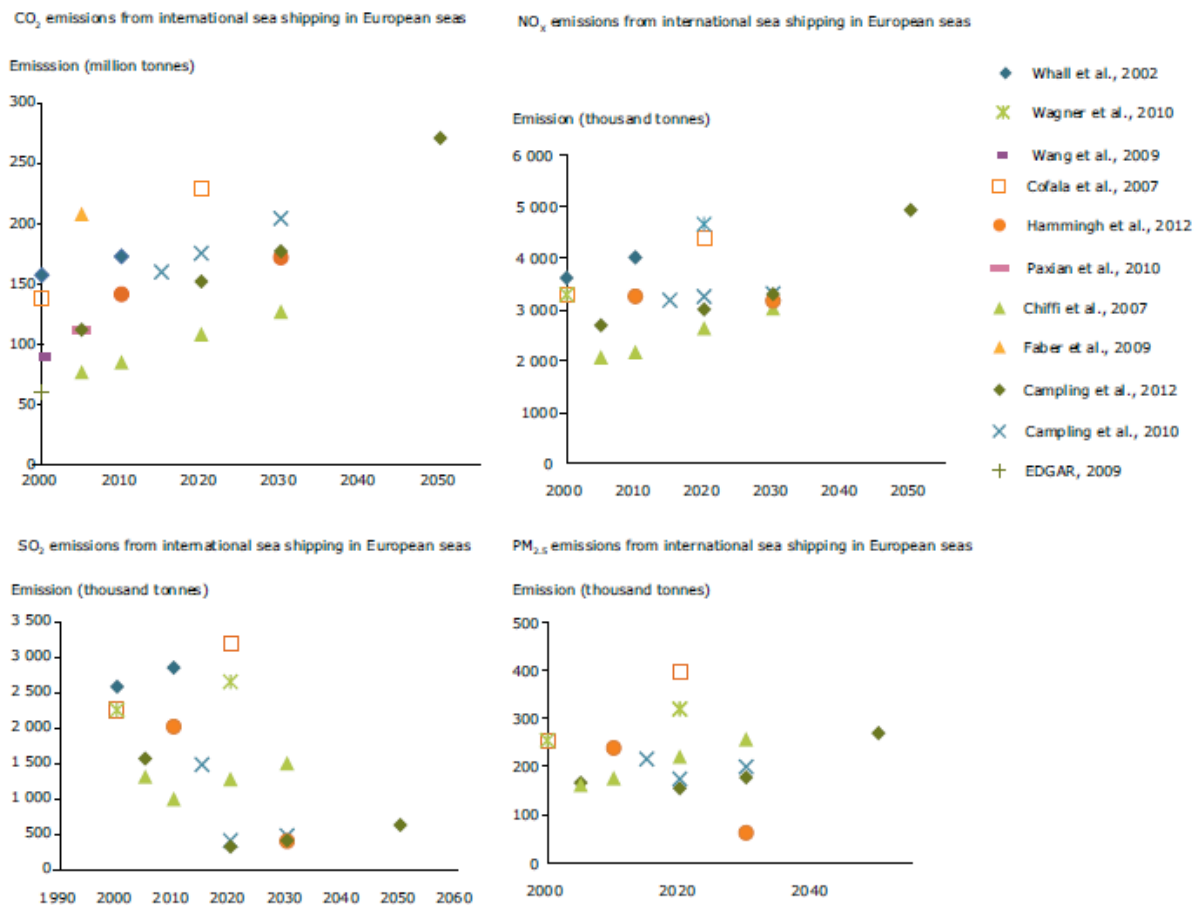 CO2 emissions from international sea shipping in European seas
Emisssion (million tonnes)
300
250
200
150
100
50
0
2000 2010 2020 2030 2040 2050
NOx emissions from international sea shipping in European seas
Emission (thousand tonnes)
6 000
5 000
4 000
3 000
2 000
1000
0
2000 2010 2020 2030 2040 2050
Whall et al., 2002
Wagner et al., 2010
Wang et al., 2009
Cofala et al., 2007
Hammingh et al., 2012
Paxian et al., 2010
Chiffi et al., 2007
Faber et al., 2009
Campling et al., 2012
Campling et al., 2010
EDGAR, 2009
SO2 emissions from international sea shipping in European seas
Emission (thousand tonnes)
3 500
3 000
2 500
2 000
1 500
1 000
500
0
1990 2000 2010 2020 2030 2040 2050 2060
PM2.5 emissions from international sea shipping in European seas
Emission (thousand tonnes)
500
400
300
200
100
0
2000 2020 2040